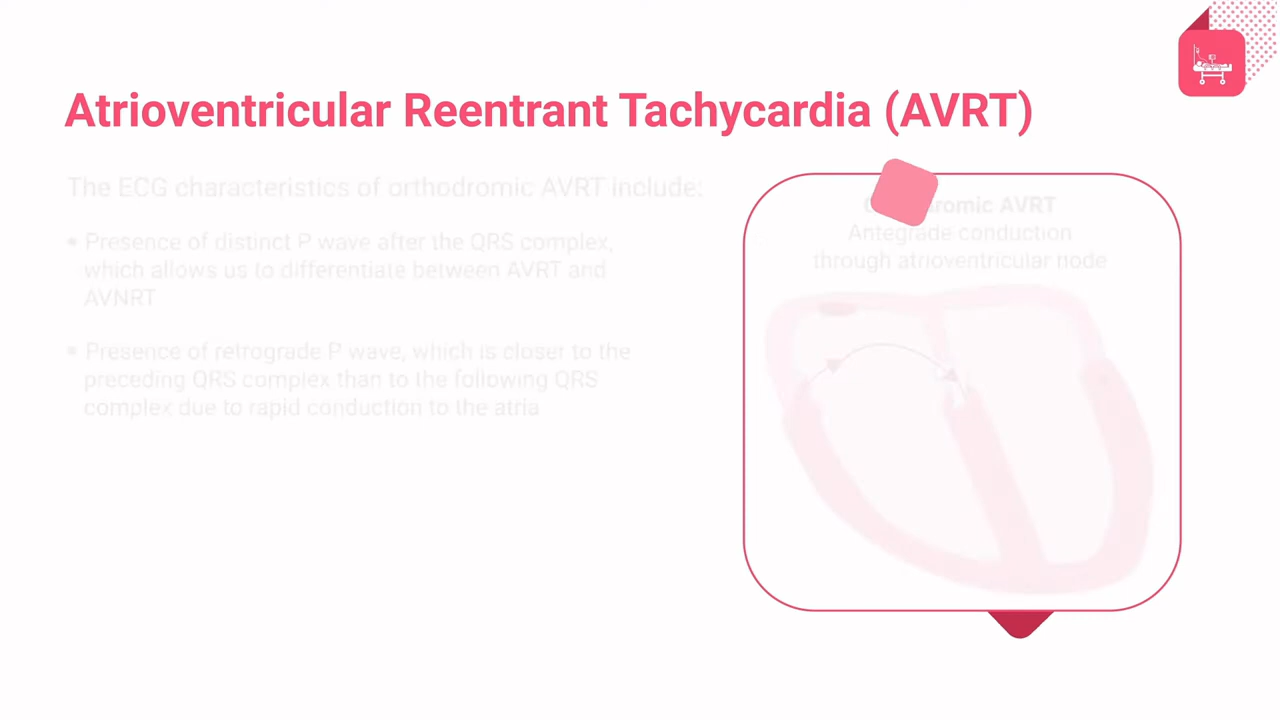 Atrioventricular Reentrant Tachycardia (AVRT)
The ECG characteristics of orthodromic AVRT include:
• Presence of distinct P wave after the QRS complex,
which allows us to differentiate between AVRT and
AVNRT
• Presence of retrograde P wave, which is closer to the
preceding QRS complex than to the following QRS
complex due to rapid conduction to the atria
AVRT
Antegrade conduction
through atrioventricular node